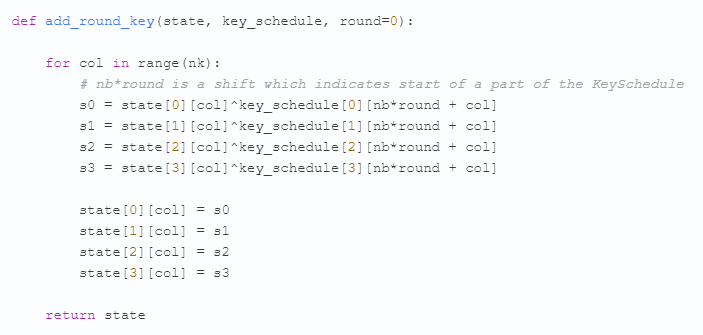 def add_round_key(state, key_schedule, round=0):
for col in range(nk):
# nb*round is a shift which indicates start of a part of the KeySchedule
s0 = state[0][col]^key_schedule[0][nb*round + col]
s1 = state[1][col]^key_schedule[1][nb*round + col]
s2 = state[2][col]^key_schedule[2][nb*round + col]
s3 = state[3][col]^key_schedule[3][nb*round + col]
state[0][col] = s0
state[1][col] = s1
state[2][col] = s2
state[3][col] = s3
return state